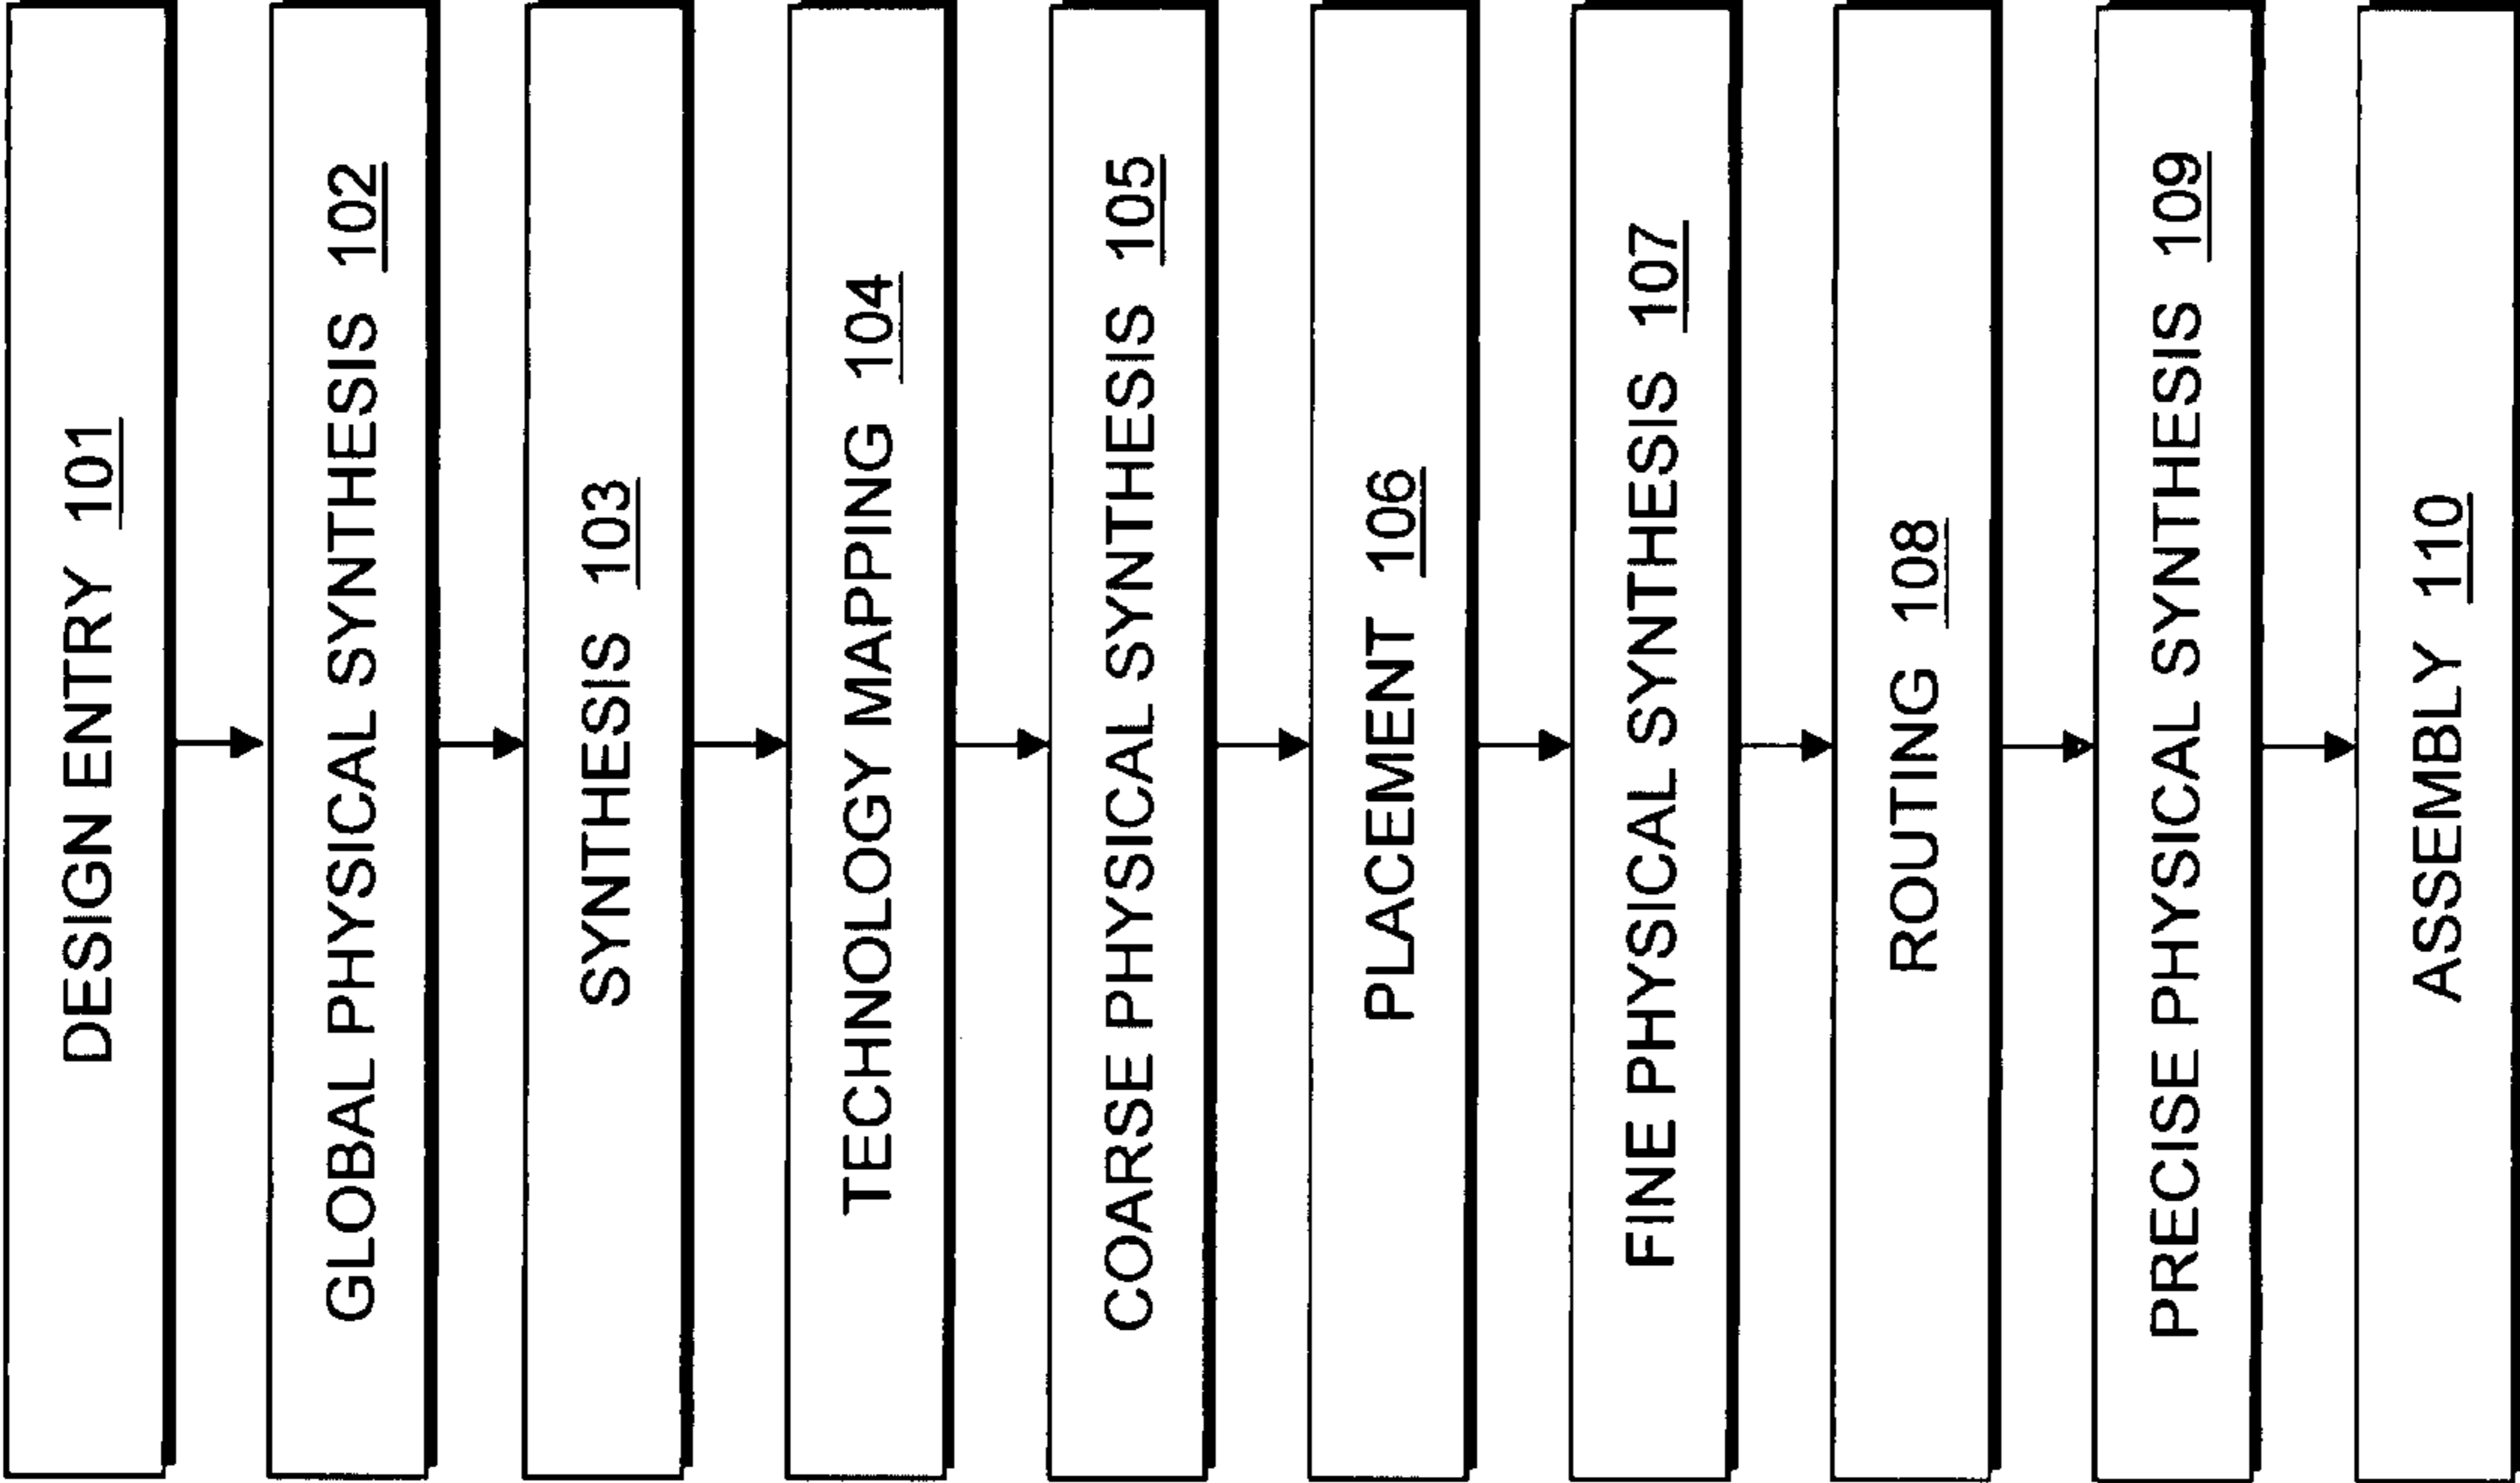 DESIGN ENTRY 101
GLOBAL PHYSICAL SYNTHESIS 102
SYNTHESIS 103
TECHNOLOGY MAPPING 104
COARSE PHYSICAL SYNTHESIS 105
PLACEMENT 106
FINE PHYSICAL SYNTHESIS 107
ROUTING 108
PRECISE PHYSICAL SYNTHESIS 109
ASSEMBLY 110